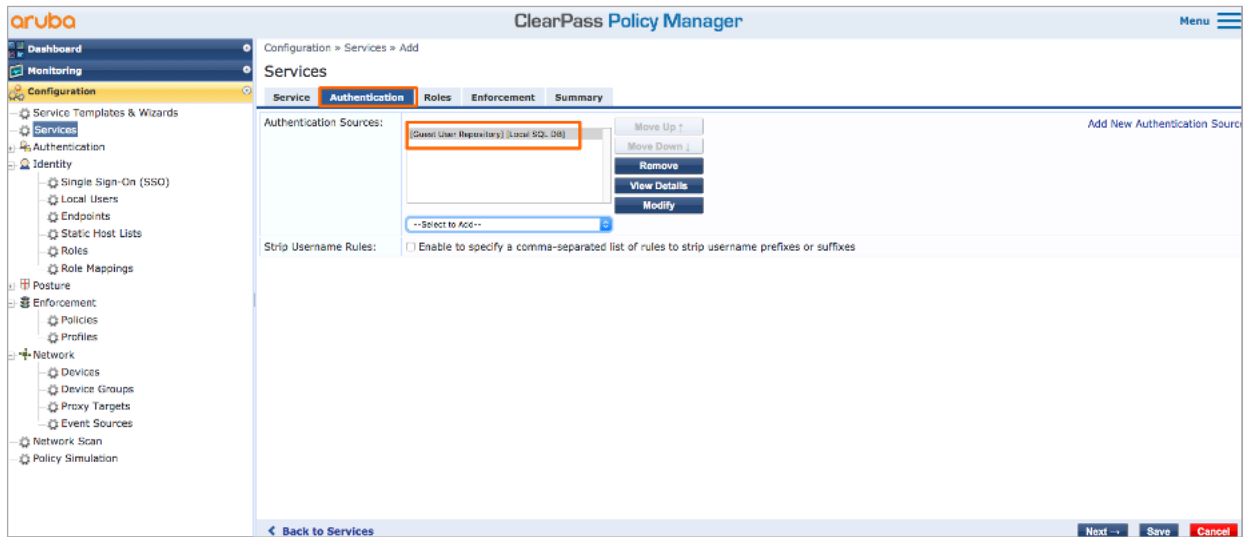 aruba
ClearPass Policy Manager
Menu
Dashboard
Monitoring
Configuration
Service Templates & Wizards
Services
Authentication
Identity
Single Sign-On (SSO)
Local Users
Endpoints
Static Host Lists
Roles
Role Mappings
Posture
Enforcement
Policies
Profiles
Network
Devices
Device Groups
Proxy Targets
Event Sources
Network Scan
Policy Simulation
Configuration » Services » Add
Services
Service Authentication Roles Enforcement Summary
Authentication Sources:
[Guest User Repository] [Local SQL DB]
Move Up ↑
Move Down ↓
Remove
View Details
Modify
--Select to Add--
Add New Authentication Sourc
Strip Username Rules:
Enable to specify a comma-separated list of rules to strip username prefixes or suffixes
Back to Services
Next → Save Cancel